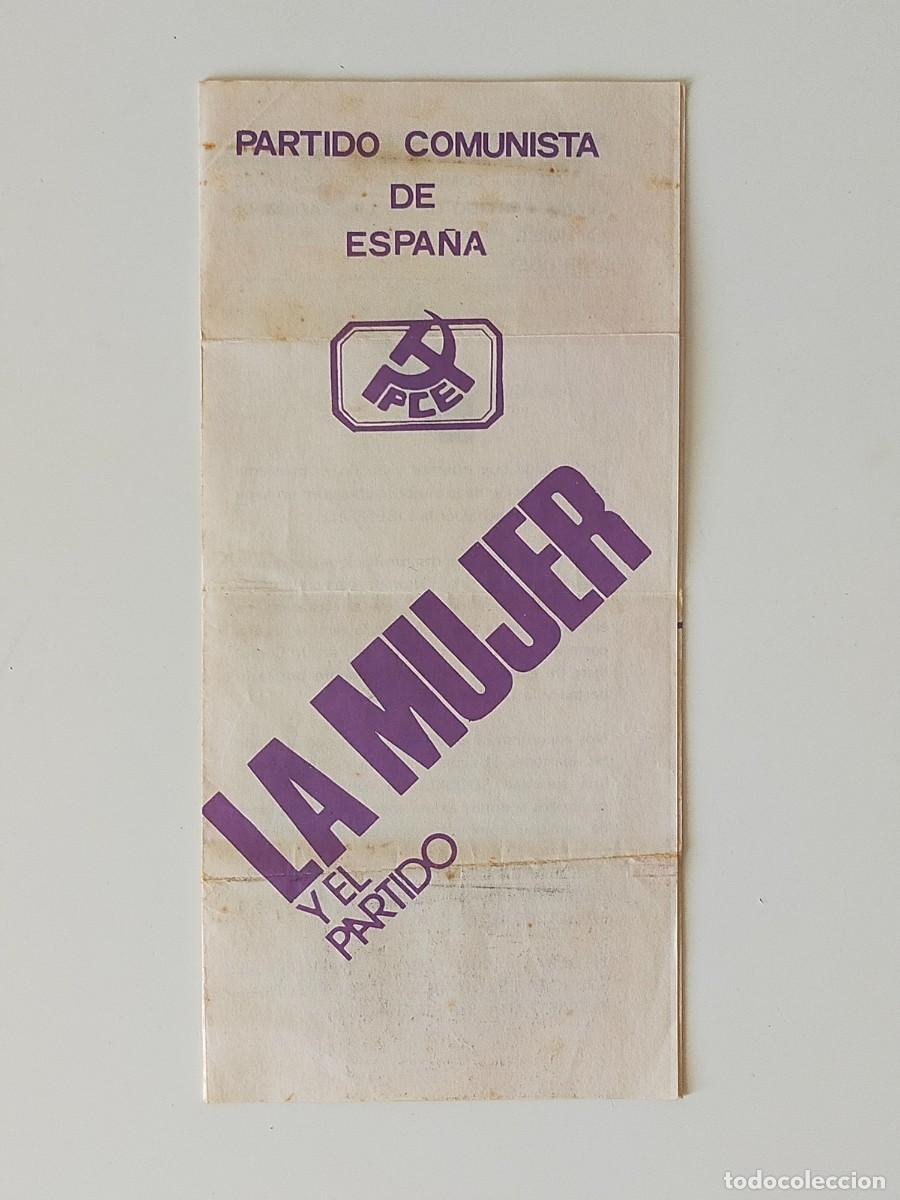 PARTIDO COMUNISTA
DE
ESPAÑA
PCE
LA MUJER
Y EL
PARTIDO
todocoleccion